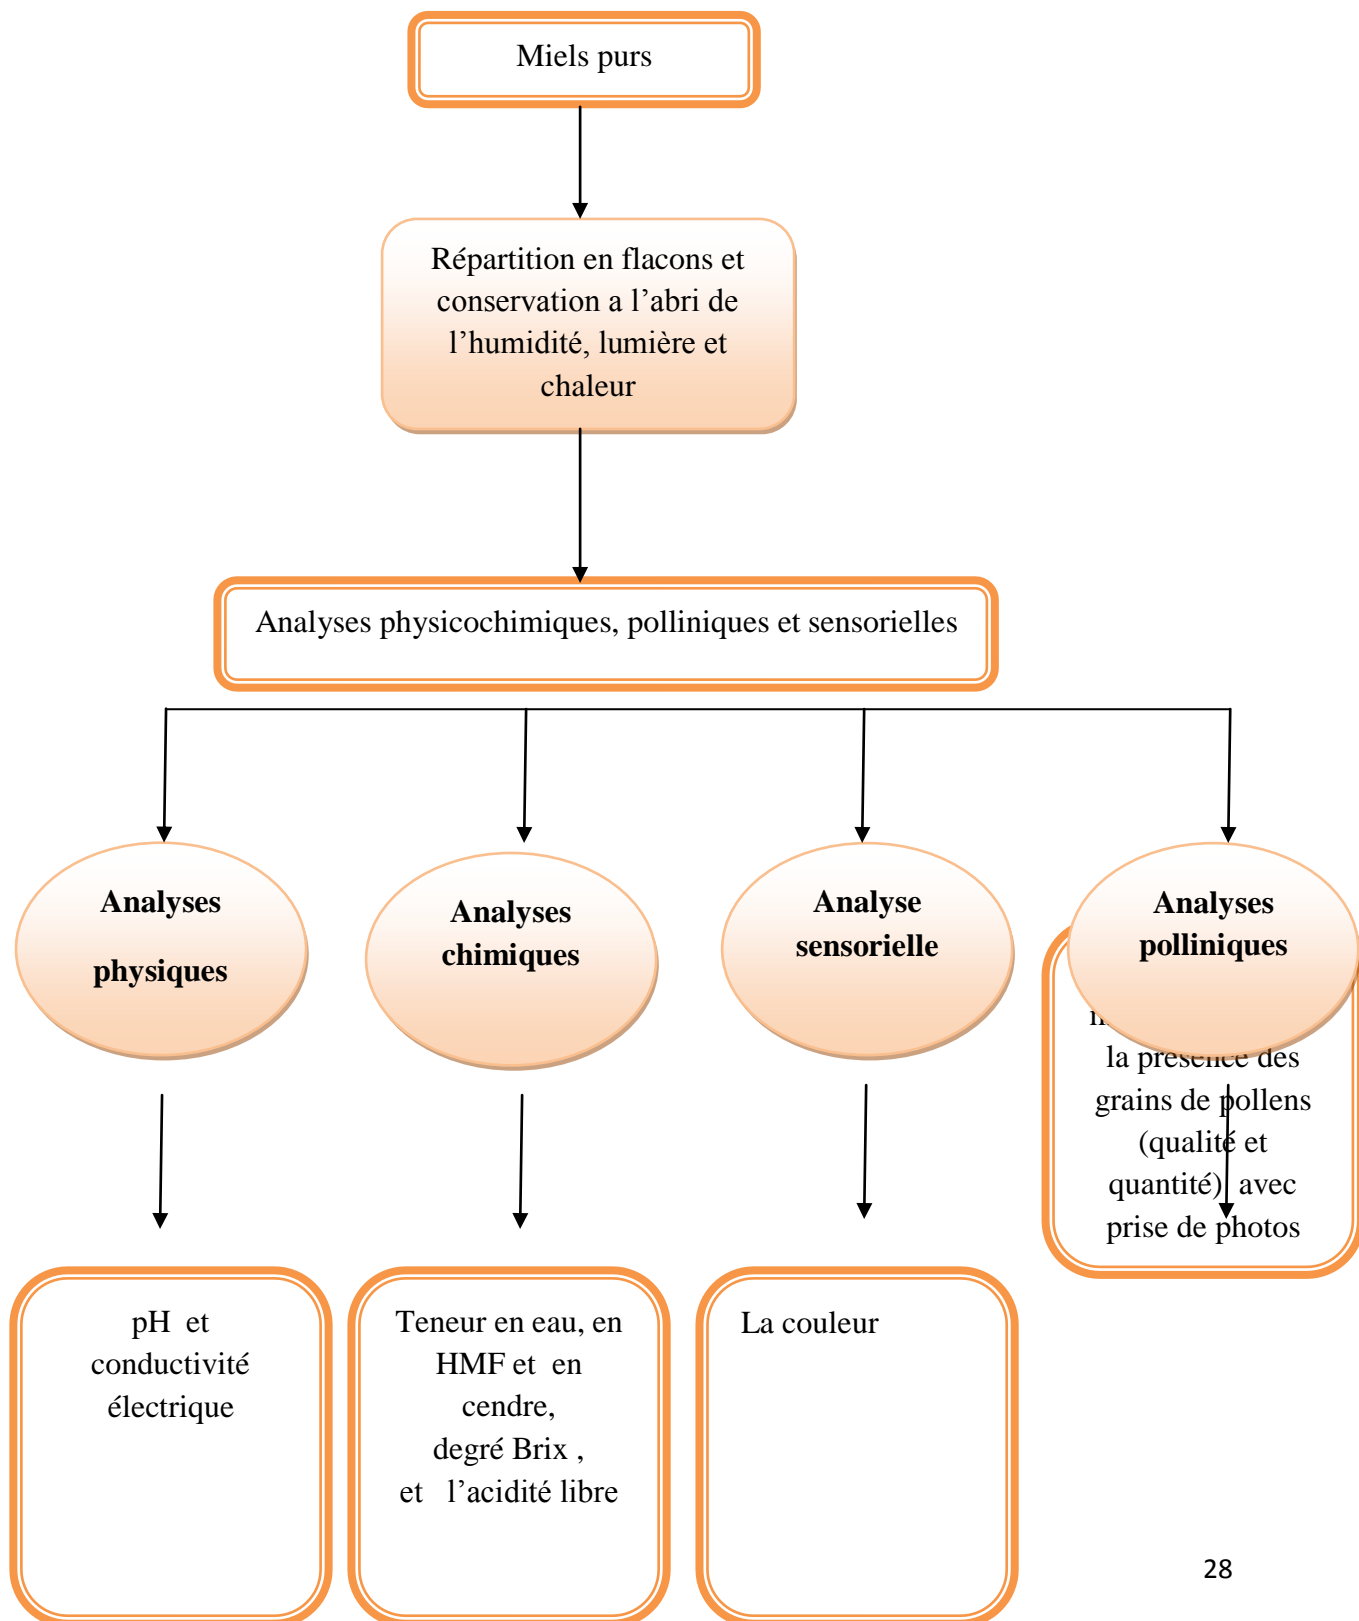 Miels purs
Répartition en flacons et
conservation a l’abri de
l’humidité, lumière et
chaleur
Analyses physicochimiques, polliniques et sensorielles
Analyses
physiques
Analyses
chimiques
Analyse
sensorielle
Analyses
polliniques
pH et
conductivité
électrique
Teneur en eau, en
HMF et en
cendre,
degré Brix ,
et l’acidité libre
La couleur
la présence des
grains de pollens
(qualité et
quantité) avec
prise de photos
28